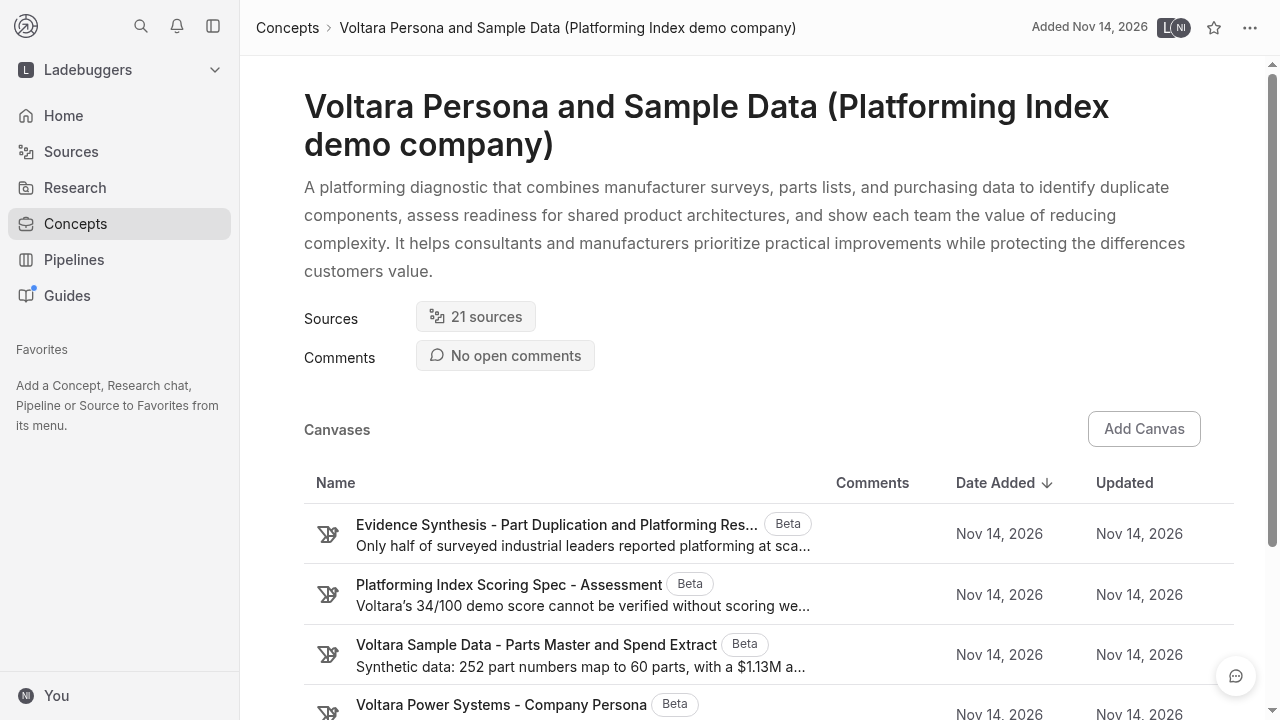 Concepts › Voltara Persona and Sample Data (Platforming Index demo company)
Added Nov 14, 2026
L NI
L Ladebuggers
Home
Sources
Research
Concepts
Pipelines
Guides
Favorites
Add a Concept, Research chat,
Pipeline or Source to Favorites from
its menu.
NI You
Voltara Persona and Sample Data (Platforming Index
demo company)
A platforming diagnostic that combines manufacturer surveys, parts lists, and purchasing data to identify duplicate
components, assess readiness for shared product architectures, and show each team the value of reducing
complexity. It helps consultants and manufacturers prioritize practical improvements while protecting the differences
customers value.
Sources 21 sources
Comments No open comments
Canvases Add Canvas
Name Comments Date Added Updated
Evidence Synthesis - Part Duplication and Platforming Res... Beta
Only half of surveyed industrial leaders reported platforming at sca...
Nov 14, 2026 Nov 14, 2026
Platforming Index Scoring Spec - Assessment Beta
Voltara’s 34/100 demo score cannot be verified without scoring we...
Nov 14, 2026 Nov 14, 2026
Voltara Sample Data - Parts Master and Spend Extract Beta
Synthetic data: 252 part numbers map to 60 parts, with a $1.13M a...
Nov 14, 2026 Nov 14, 2026
Voltara Power Systems - Company Persona Beta
Nov 14, 2026 Nov 14, 2026